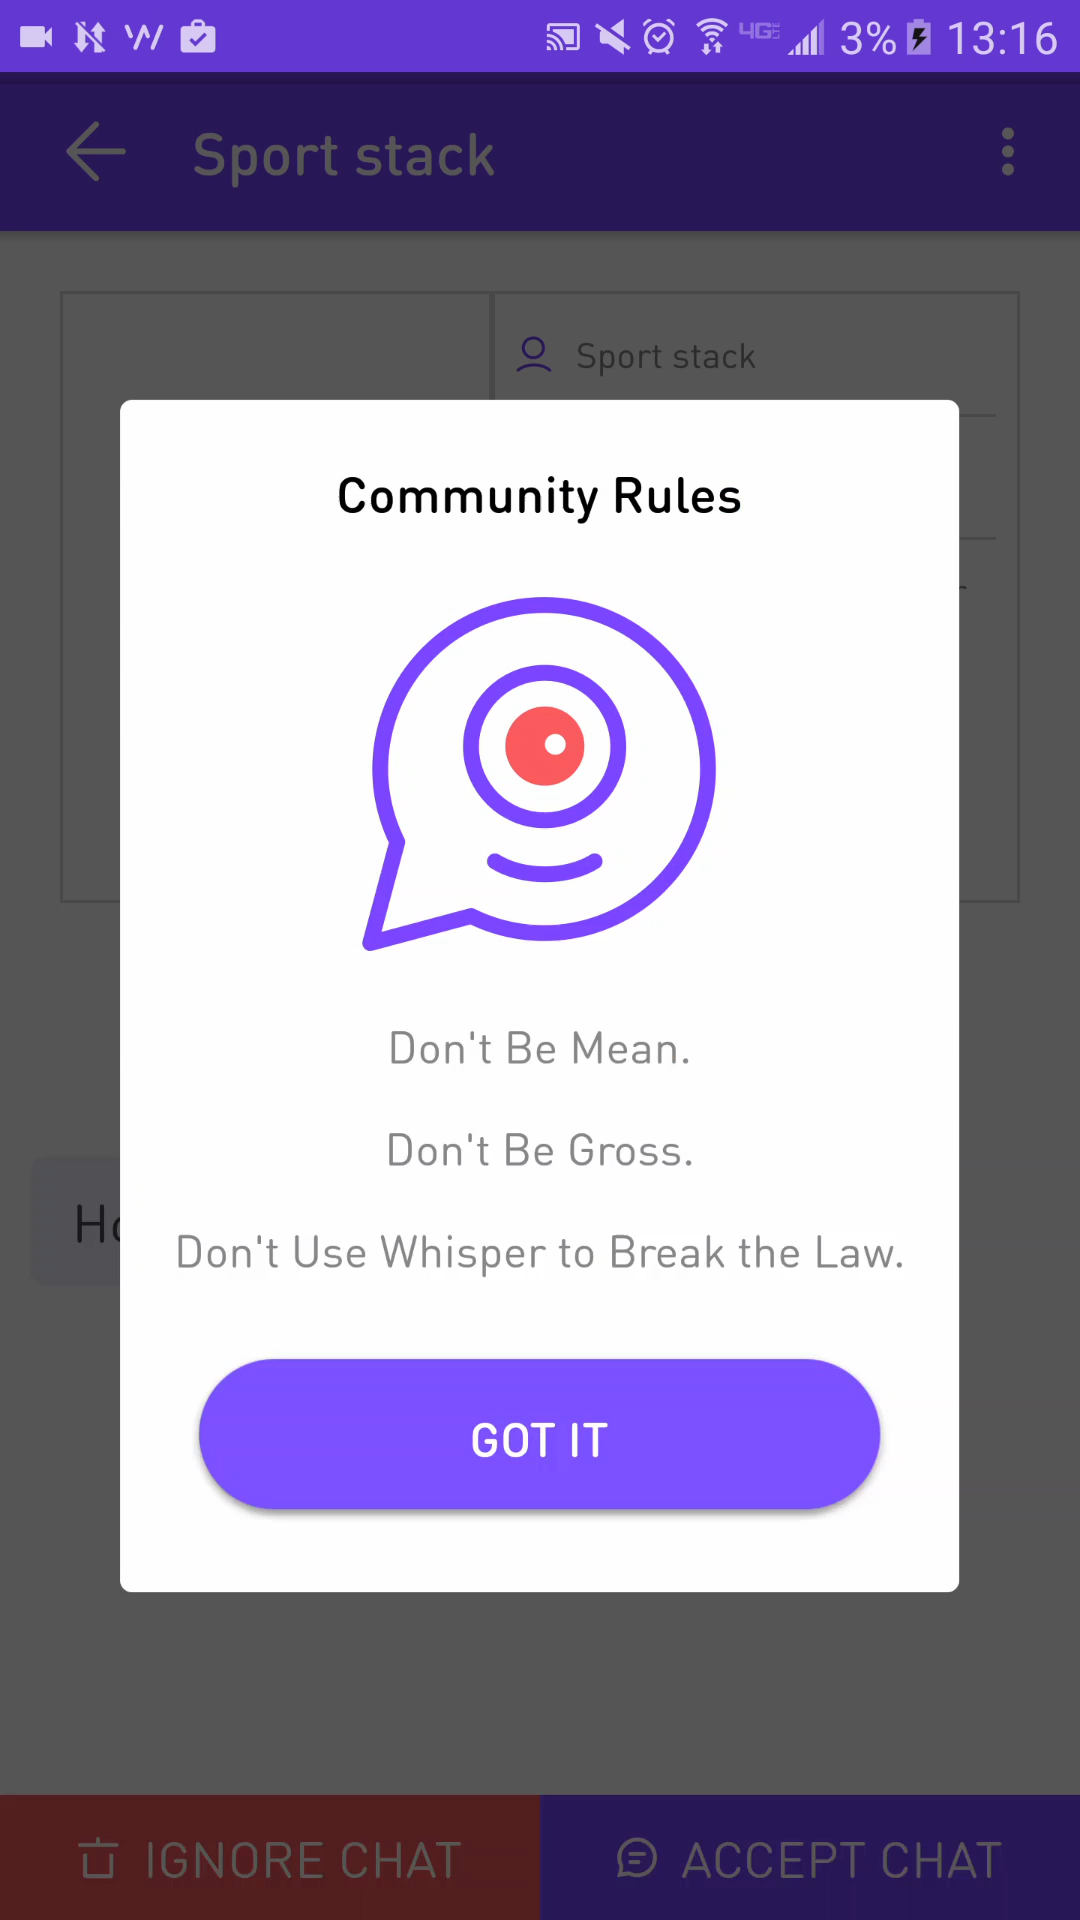 3% 13:16
Sport stack
Sport stack
Community Rules
Don't Be Mean.
Don't Be Gross.
Don't Use Whisper to Break the Law.
GOT IT
IGNORE CHAT
ACCEPT CHAT